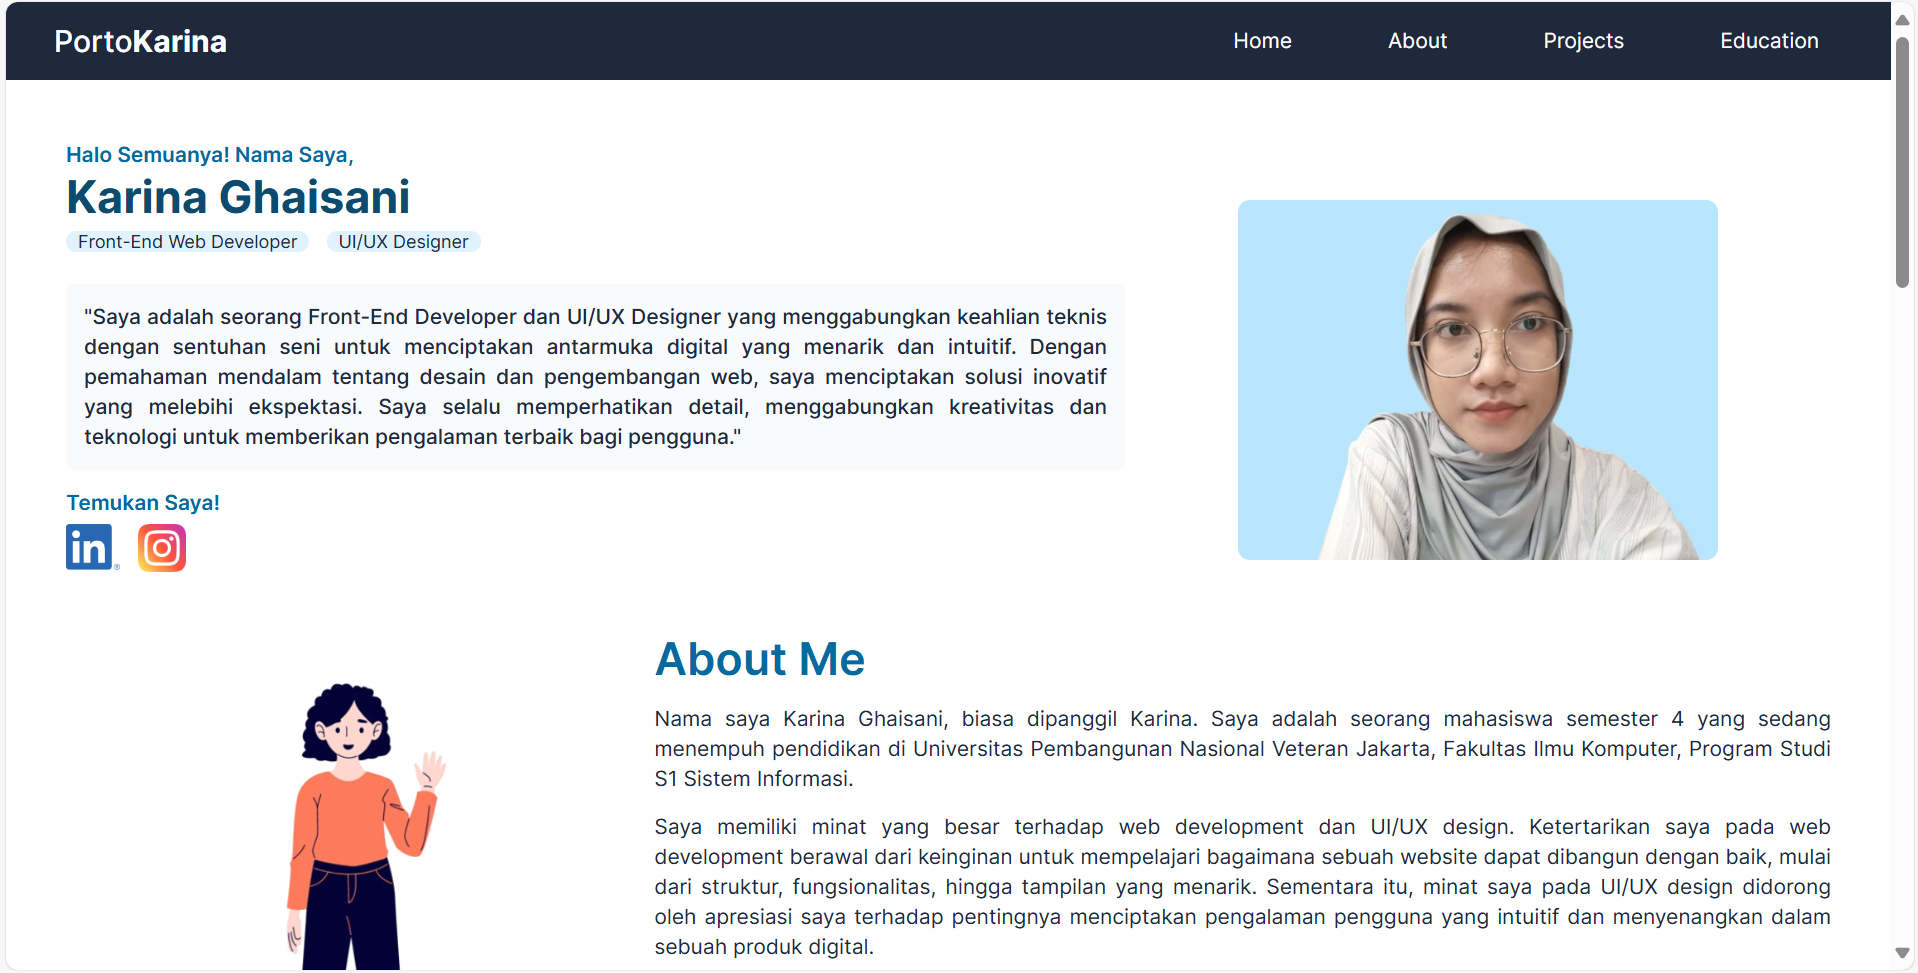 PortoKarina
Home
About
Projects
Education
Halo Semuanya! Nama Saya,
Karina Ghaisani
Front-End Web Developer
UI/UX Designer
"Saya adalah seorang Front-End Developer dan UI/UX Designer yang menggabungkan keahlian teknis
dengan sentuhan seni untuk menciptakan antarmuka digital yang menarik dan intuitif. Dengan
pemahaman mendalam tentang desain dan pengembangan web, saya menciptakan solusi inovatif
yang melebihi ekspektasi. Saya selalu memperhatikan detail, menggabungkan kreativitas dan
teknologi untuk memberikan pengalaman terbaik bagi pengguna."
Temukan Saya!
in
®
About Me
Nama saya Karina Ghaisani, biasa dipanggil Karina. Saya adalah seorang mahasiswa semester 4 yang sedang
menempuh pendidikan di Universitas Pembangunan Nasional Veteran Jakarta, Fakultas Ilmu Komputer, Program Studi
S1 Sistem Informasi.
Saya memiliki minat yang besar terhadap web development dan UI/UX design. Ketertarikan saya pada web
development berawal dari keinginan untuk mempelajari bagaimana sebuah website dapat dibangun dengan baik, mulai
dari struktur, fungsionalitas, hingga tampilan yang menarik. Sementara itu, minat saya pada UI/UX design didorong
oleh apresiasi saya terhadap pentingnya menciptakan pengalaman pengguna yang intuitif dan menyenangkan dalam
sebuah produk digital.